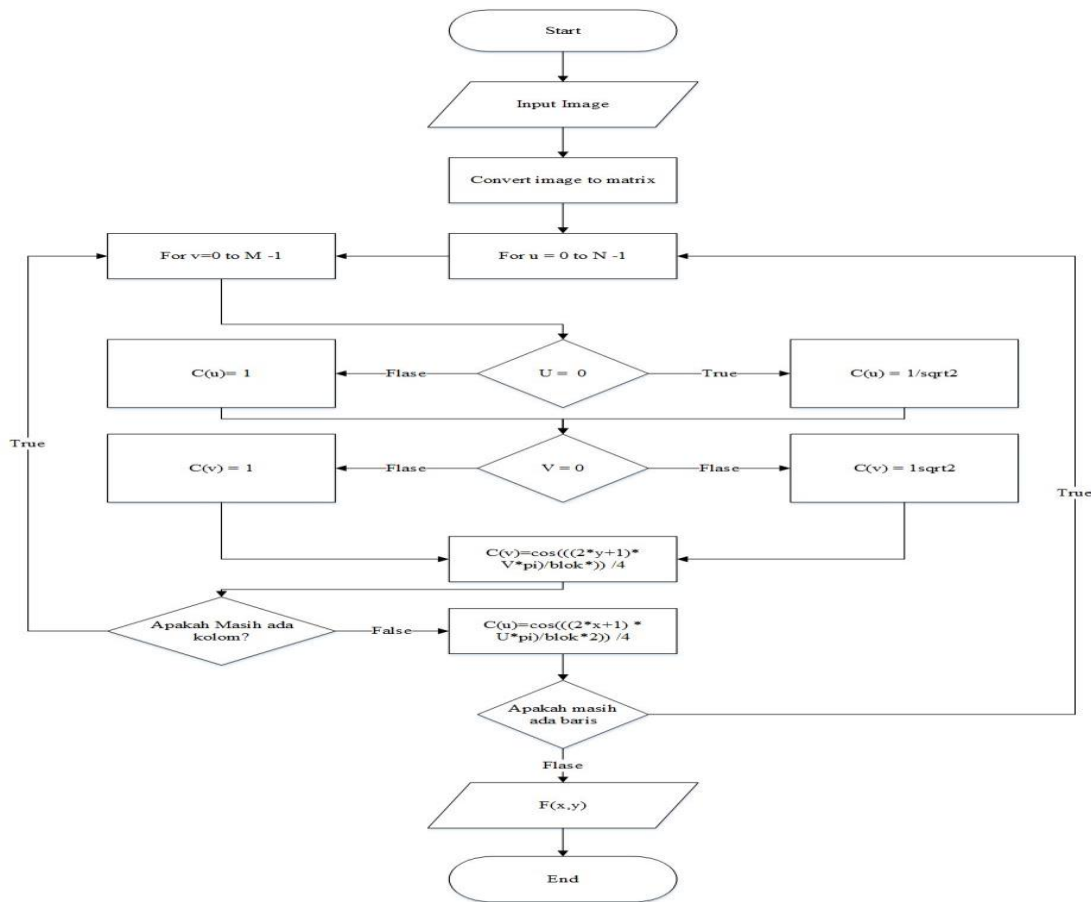 Start
Input Image
Convert image to matrix
For v=0 to M -1
For u = 0 to N -1
C(u)= 1
Flase
U = 0
True
C(u) = 1/sqrt2
True
C(v) = 1
Flase
V = 0
Flase
C(v) = 1sqrt2
True
C(v)=cos(((2*y+1)*
V*pi)/blok*)) /4
Apakah Masih ada
kolom?
False
C(u)=cos(((2*x+1) *
U*pi)/blok*2)) /4
Apakah masih
ada baris
Flase
F(x,y)
End